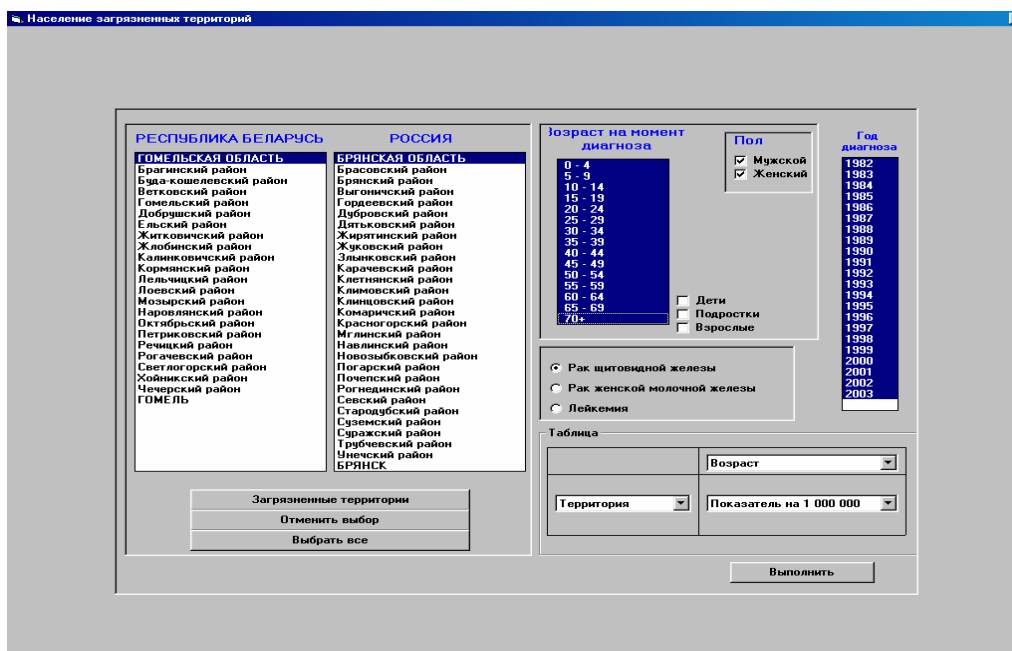 Население загрязненных территорий
РЕСПУБЛИКА БЕЛАРУСЬ
ГОМЕЛЬСКАЯ ОБЛАСТЬ
Брагинский район
Буда-кошелевский район
Ветковский район
Гомельский район
Добрушский район
Ельский район
Житковичский район
Жлобинский район
Калинковичский район
Кормянский район
Лельчицкий район
Лоевский район
Мозырский район
Наровлянский район
Октябрьский район
Петриковский район
Речицкий район
Рогачевский район
Светлогорский район
Хойникский район
Чечерский район
ГОМЕЛЬ
РОССИЯ
БРЯНСКАЯ ОБЛАСТЬ
Брасовский район
Брянский район
Выгоничский район
Гордеевский район
Дубровский район
Дятьковский район
Жирятинский район
Жуковский район
Злынковский район
Карачевский район
Клетнянский район
Климовский район
Клинцовский район
Комаричский район
Красногорский район
Мглинский район
Навлинский район
Новозыбковский район
Погарский район
Почепский район
Рогнединский район
Севский район
Стародубский район
Суземский район
Суражский район
Трубчевский район
Унечский район
БРЯНСК
Загрязненные территории
Отменить выбор
Выбрать все
Возраст на момент
диагноза
0 - 4
5 - 9
10 - 14
15 - 19
20 - 24
25 - 29
30 - 34
35 - 39
40 - 44
45 - 49
50 - 54
55 - 59
60 - 64
65 - 69
70+
Дети
Подростки
Взрослые
Пол
Мужской
Женский
Год
диагноза
1982
1983
1984
1985
1986
1987
1988
1989
1990
1991
1992
1993
1994
1995
1996
1997
1998
1999
2000
2001
2002
2003
Рак щитовидной железы
Рак женской молочной железы
Лейкемия
Таблица
Возраст
Территория
Показатель на 1 000 000
Выполнить